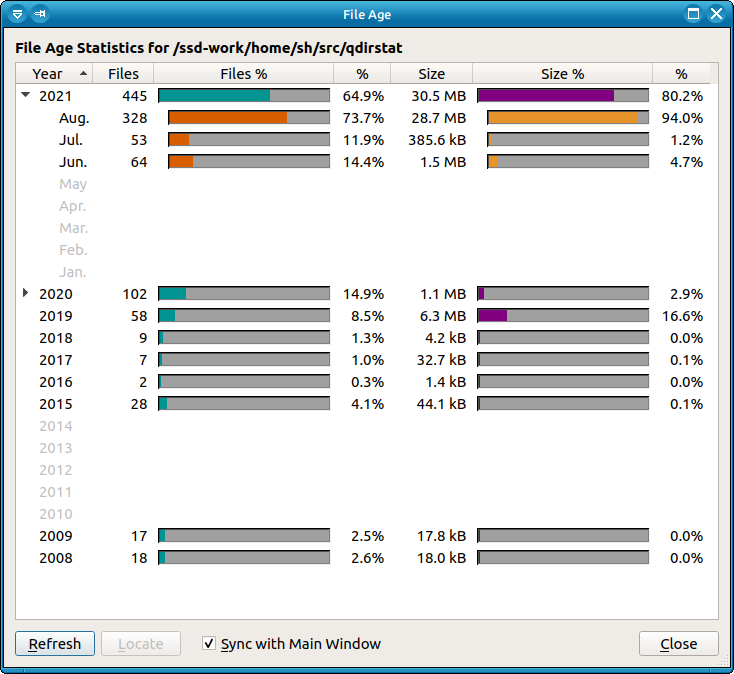 File Age
File Age Statistics for /ssd-work/home/sh/src/qdirstat
Year Files Files % % Size Size % %
2021 445 64.9% 30.5 MB 80.2%
Aug. 328 73.7% 28.7 MB 94.0%
Jul. 53 11.9% 385.6 kB 1.2%
Jun. 64 14.4% 1.5 MB 4.7%
May
Apr.
Mar.
Feb.
Jan.
2020 102 14.9% 1.1 MB 2.9%
2019 58 8.5% 6.3 MB 16.6%
2018 9 1.3% 4.2 kB 0.0%
2017 7 1.0% 32.7 kB 0.1%
2016 2 0.3% 1.4 kB 0.0%
2015 28 4.1% 44.1 kB 0.1%
2014
2013
2012
2011
2010
2009 17 2.5% 17.8 kB 0.0%
2008 18 2.6% 18.0 kB 0.0%
Refresh Locate Sync with Main Window Close